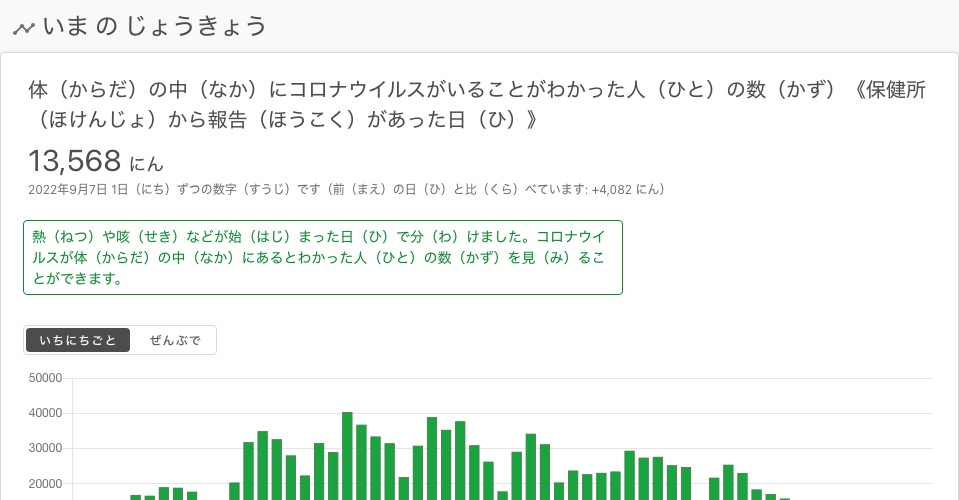 いま の じょうきょう
体（からだ）の中（なか）にコロナウイルスがいることがわかった人（ひと）の数（かず）《保健所
（ほけんじょ）から報告（ほうこく）があった日（ひ）》
13,568 にん
2022年9月7日 1日（にち）ずつの数字（すうじ）です（前（まえ）の日（ひ）と比（くら）べています: +4,082 にん）
熱（ねつ）や咳（せき）などが始（はじ）まった日（ひ）で分（わ）けました。コロナウイ
ルスが体（からだ）の中（なか）にあるとわかった人（ひと）の数（かず）を見（み）るこ
とができます。
いちにちごと ぜんぶで
50000
40000
30000
20000